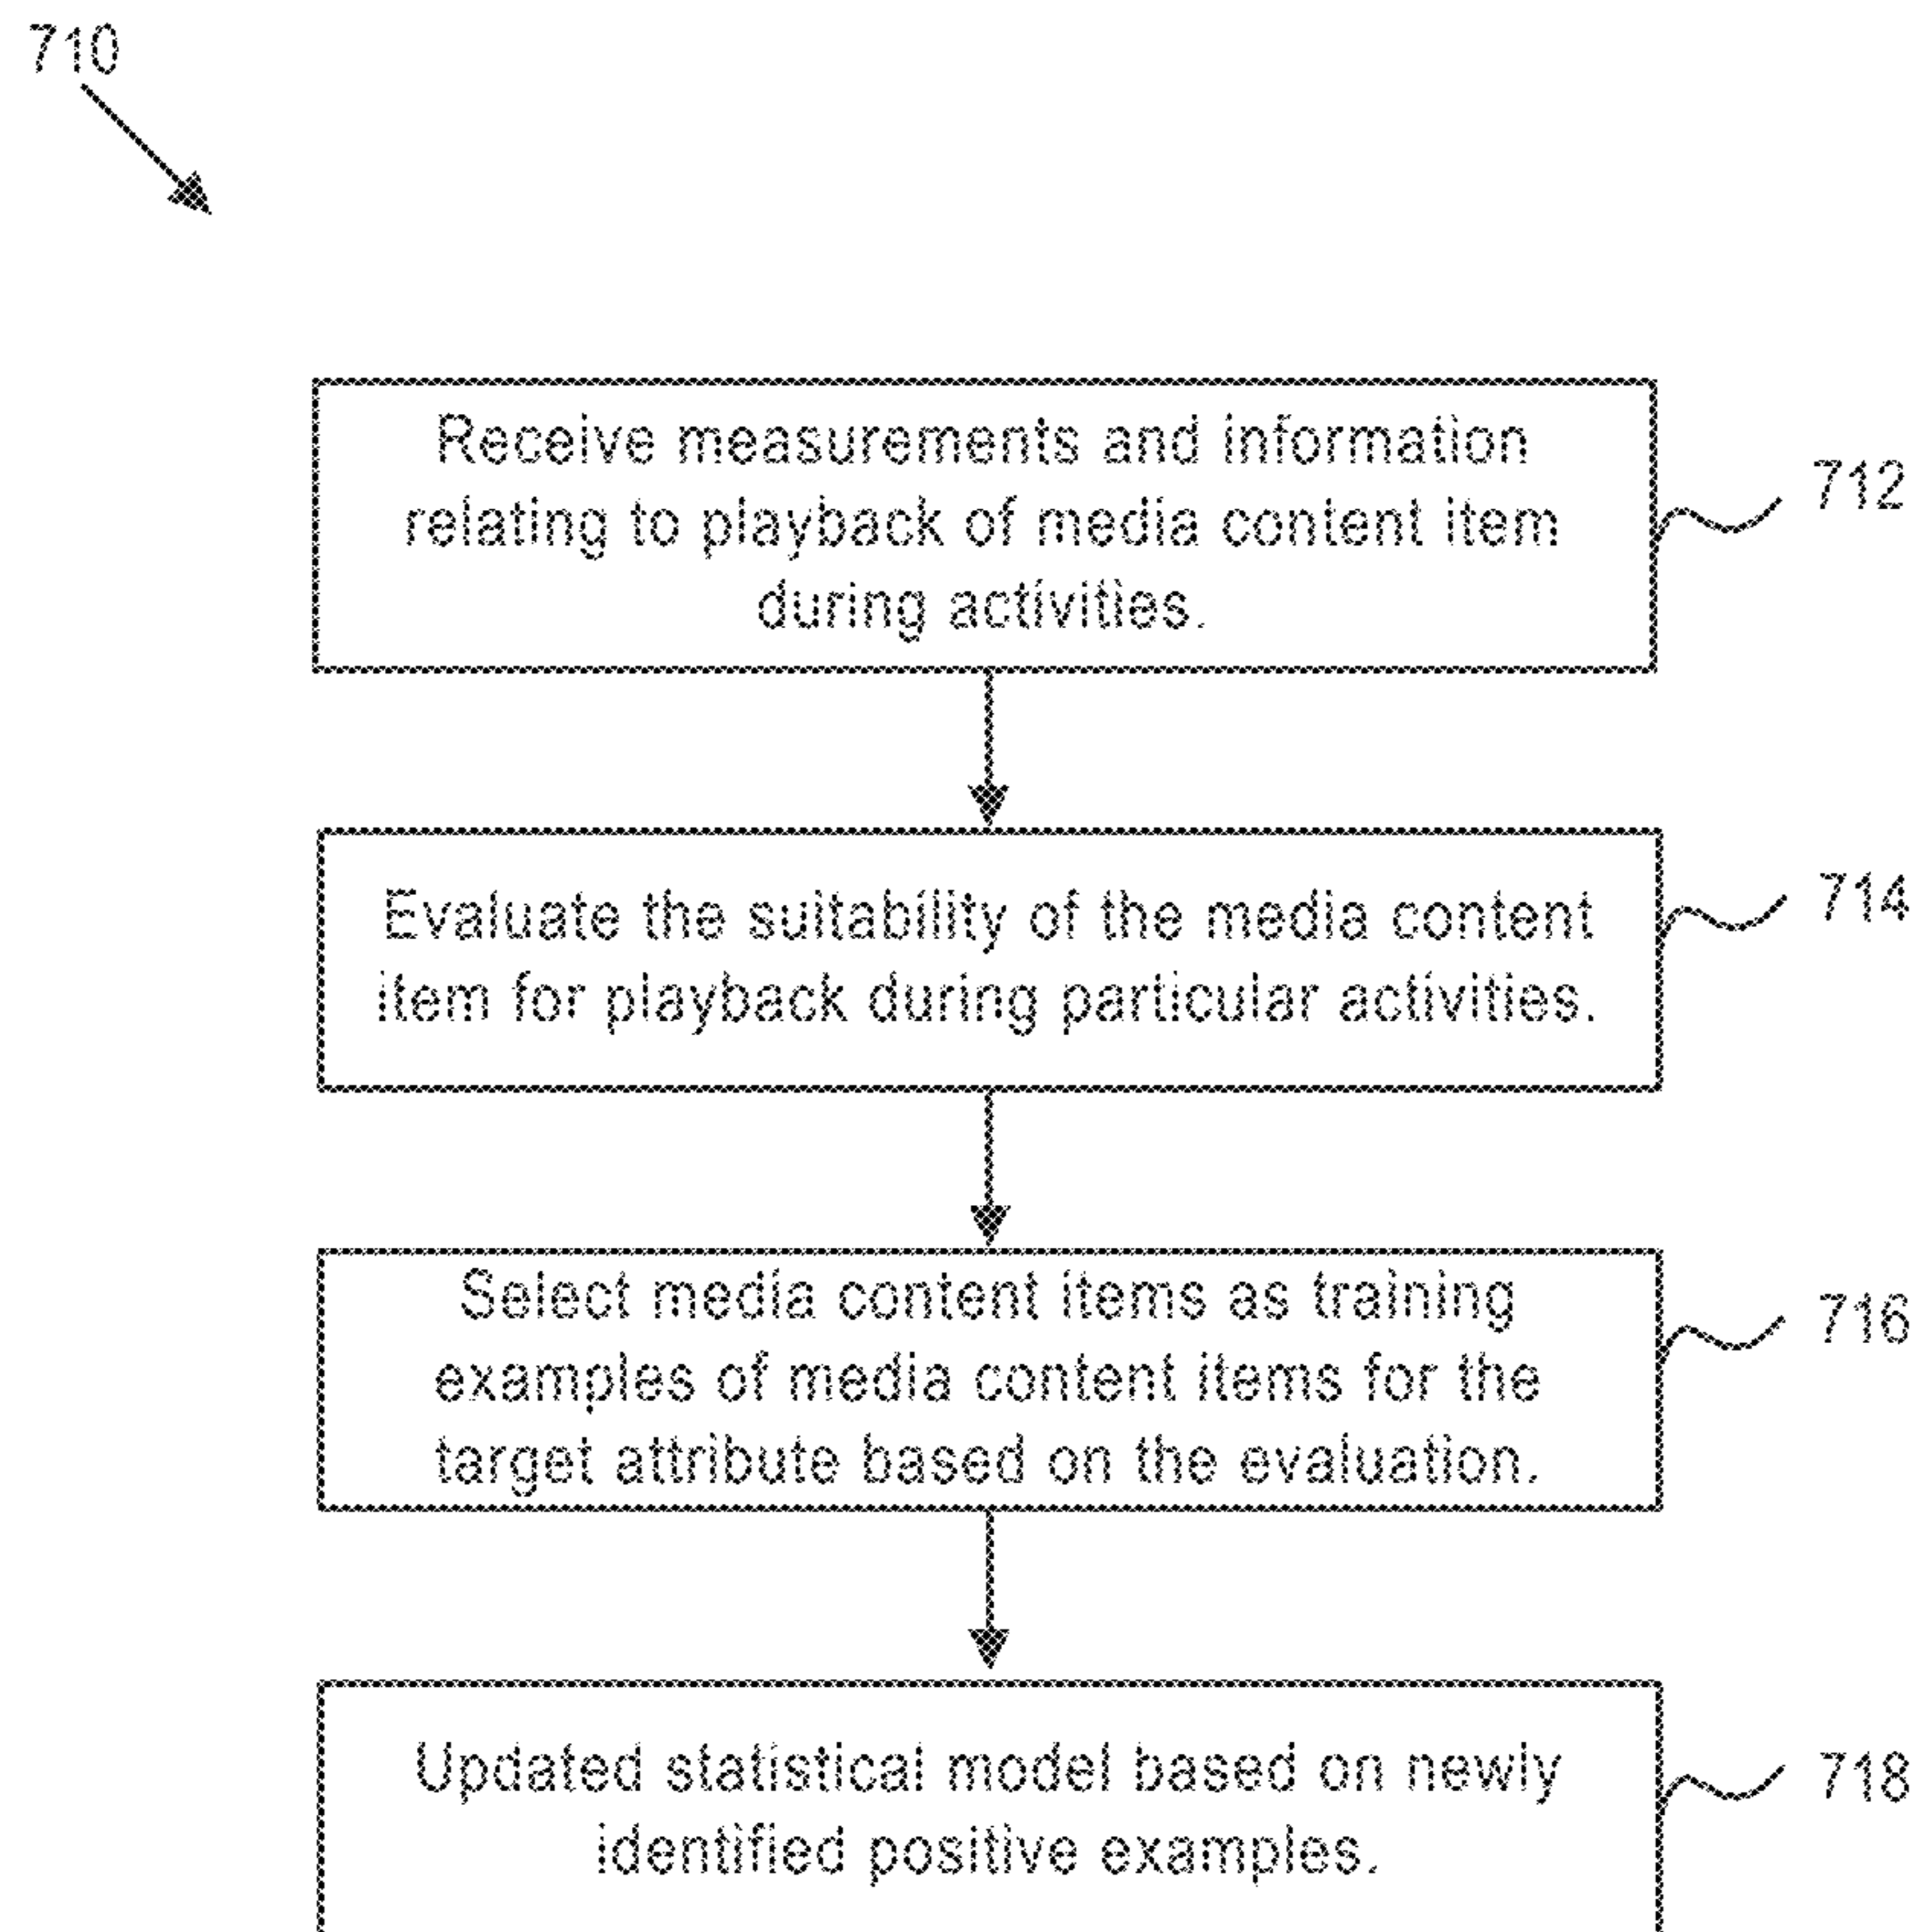 710
Receive measurements and information
relating to playback of media content item
during activities.
712
Evaluate the suitability of the media content
item for playback during particular activities.
714
Select media content items as training
examples of media content items for the
target attribute based on the evaluation.
716
Updated statistical model based on newly
identified positive examples.
718